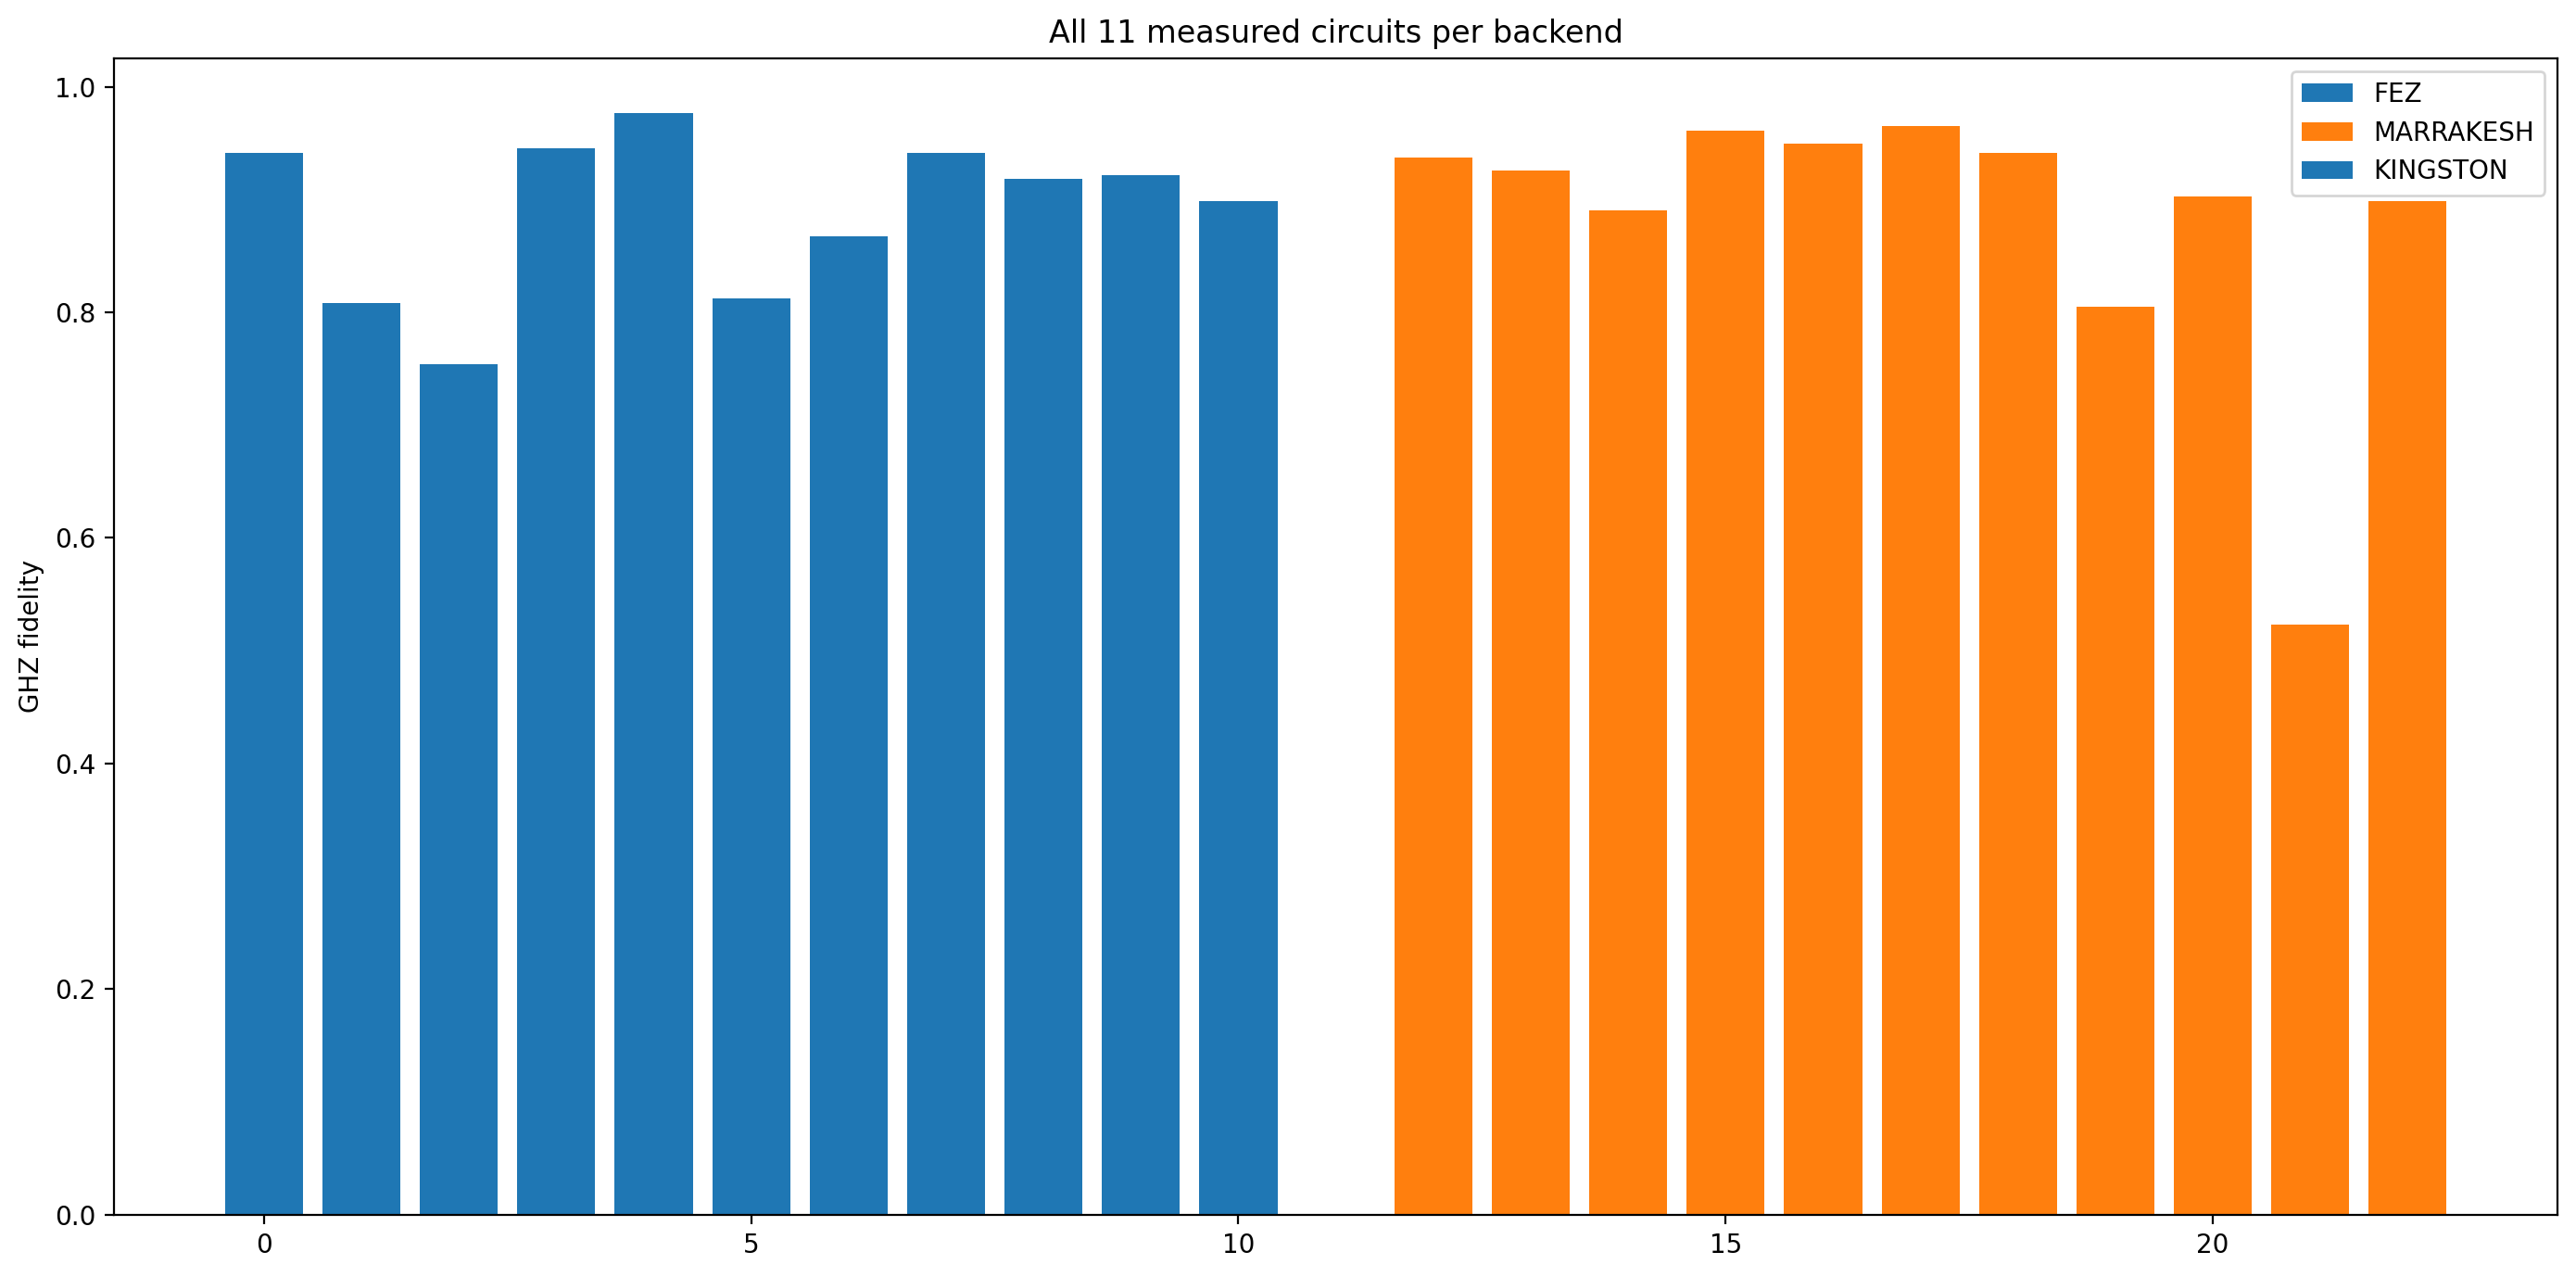 All 11 measured circuits per backend
FEZ
MARRAKESH
KINGSTON
GHZ fidelity
1.0
0.8
0.6
0.4
0.2
0.0
0 5 10 15 20